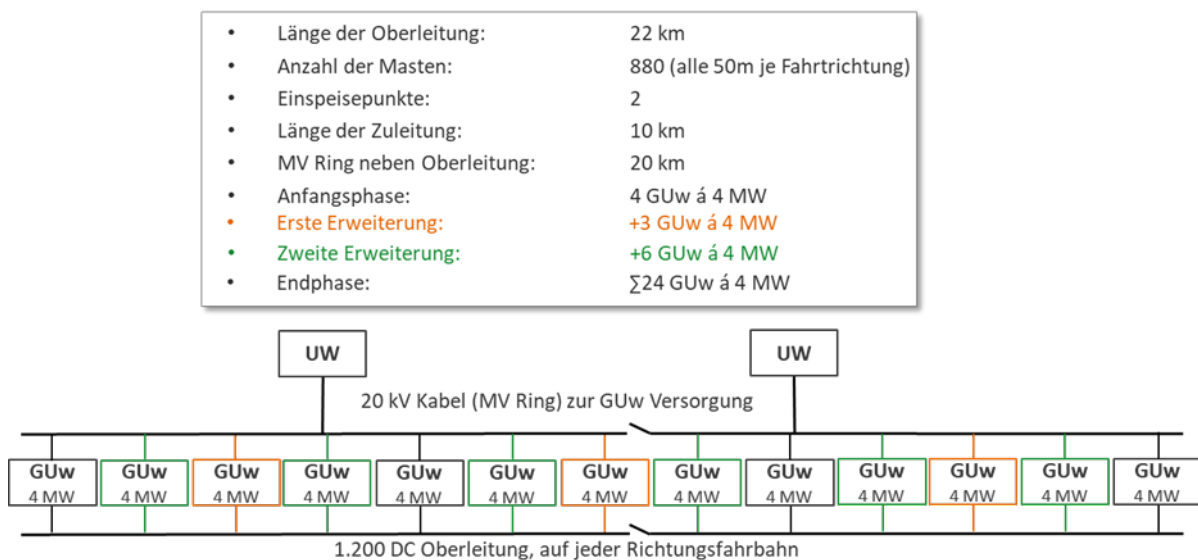 • Länge der Oberleitung: 22 km
• Anzahl der Masten: 880 (alle 50m je Fahrtrichtung)
• Einspeisepunkte: 2
• Länge der Zuleitung: 10 km
• MV Ring neben Oberleitung: 20 km
• Anfangsphase: 4 GUw á 4 MW
• Erste Erweiterung: +3 GUw á 4 MW
• Zweite Erweiterung: +6 GUw á 4 MW
• Endphase: ∑24 GUw á 4 MW
UW UW
20 kV Kabel (MV Ring) zur GUw Versorgung
GUw GUw GUw GUw GUw GUw GUw GUw GUw GUw GUw GUw GUw
4 MW 4 MW 4 MW 4 MW 4 MW 4 MW 4 MW 4 MW 4 MW 4 MW 4 MW 4 MW 4 MW
1.200 DC Oberleitung, auf jeder Richtungsfahrbahn